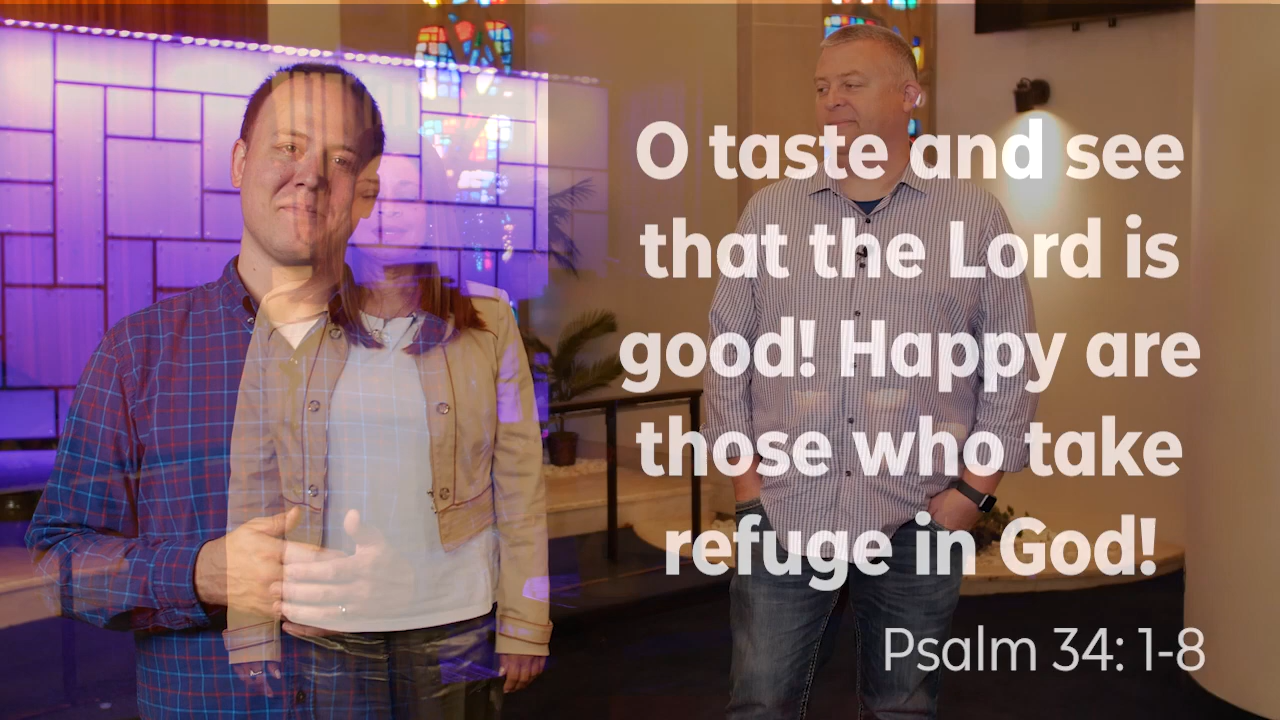 O taste and see
that the Lord is
good! Happy are
those who take
refuge in God!
Psalm 34: 1-8